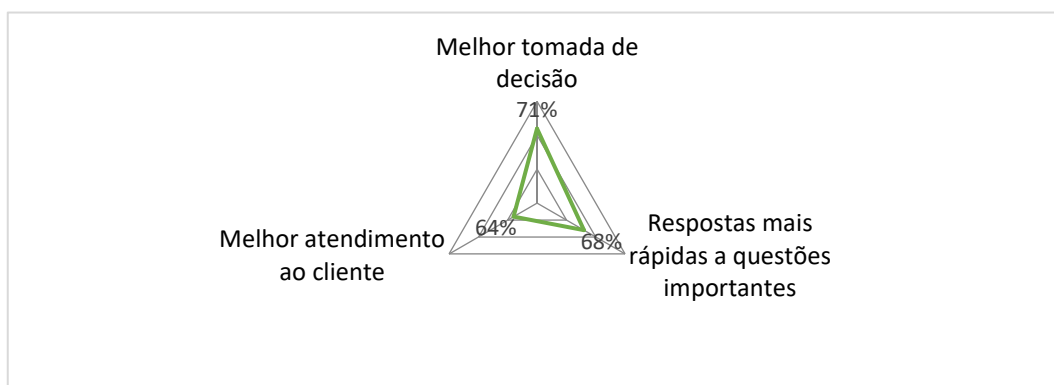 Melhor tomada de
decisão
71%
Respostas mais
rápidas a questões
importantes
68%
Melhor atendimento
ao cliente
64%